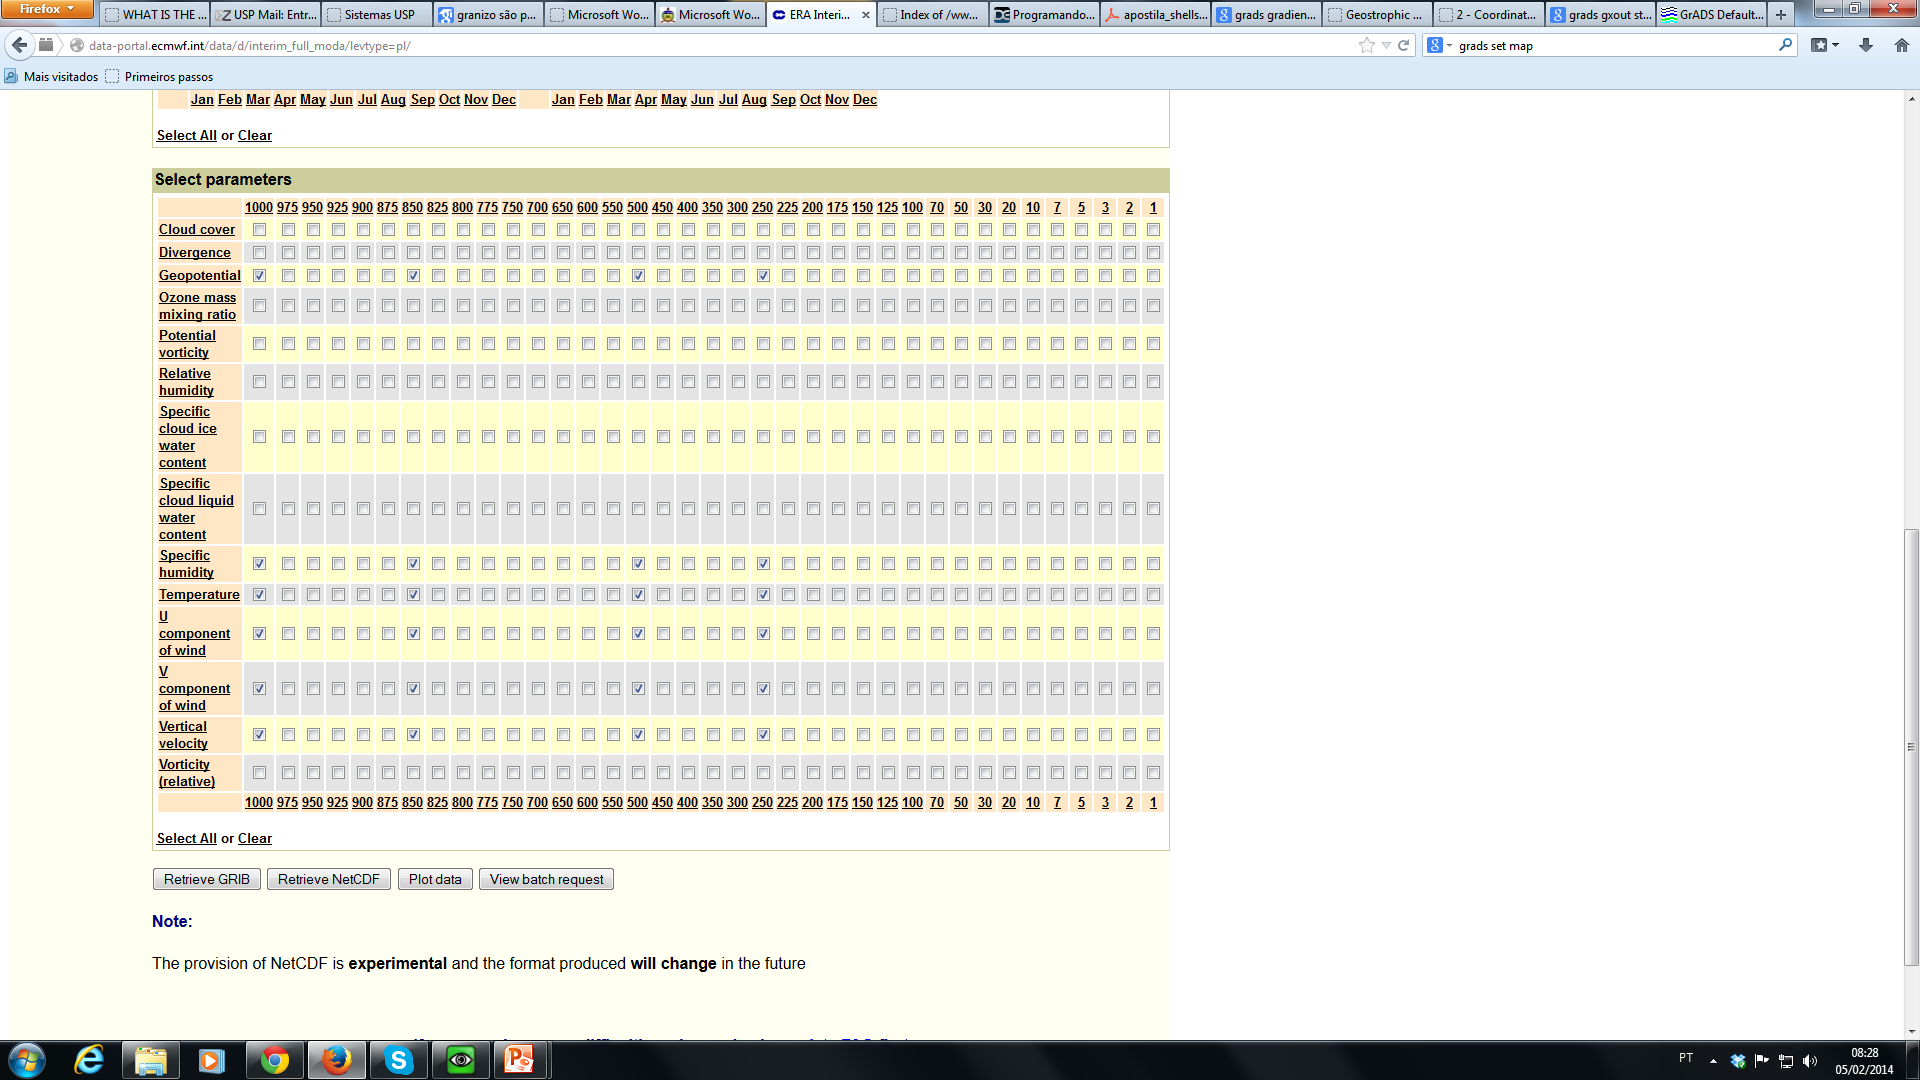 Firefox
WHAT IS THE ...
USP Mail: Entr...
Sistemas USP
granizo são p...
Microsoft Wo...
Microsoft Wo...
ERA Interi...
Index of /ww...
Programando...
apostila_shells...
grads gradien...
Geostrophic ...
2 - Coordinat...
grads gxout st...
GrADS Default...
data-portal.ecmwf.int/data/d/interim_full_moda/levtype=pl/
grads set map
Mais visitados
Primeiros passos
Jan Feb Mar Apr May Jun Jul Aug Sep Oct Nov Dec Jan Feb Mar Apr May Jun Jul Aug Sep Oct Nov Dec
Select All or Clear
Select parameters
1000 975 950 925 900 875 850 825 800 775 750 700 650 600 550 500 450 400 350 300 250 225 200 175 150 125 100 70 50 30 20 10 7 5 3 2 1
Cloud cover
Divergence
Geopotential
Ozone mass
mixing ratio
Potential
vorticity
Relative
humidity
Specific
cloud ice
water
content
Specific
cloud liquid
water
content
Specific
humidity
Temperature
U
component
of wind
V
component
of wind
Vertical
velocity
Vorticity
(relative)
1000 975 950 925 900 875 850 825 800 775 750 700 650 600 550 500 450 400 350 300 250 225 200 175 150 125 100 70 50 30 20 10 7 5 3 2 1
Select All or Clear
Retrieve GRIB
Retrieve NetCDF
Plot data
View batch request
Note:
The provision of NetCDF is experimental and the format produced will change in the future
PT
08:28
05/02/2014